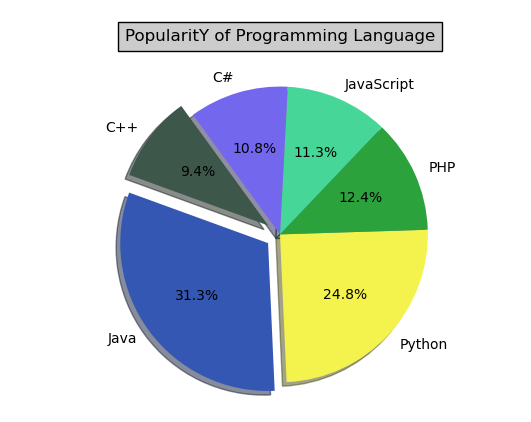 PopularitY of Programming Language
C#
JavaScript
C++
PHP
10.8%
11.3%
9.4%
12.4%
31.3%
24.8%
Java
Python